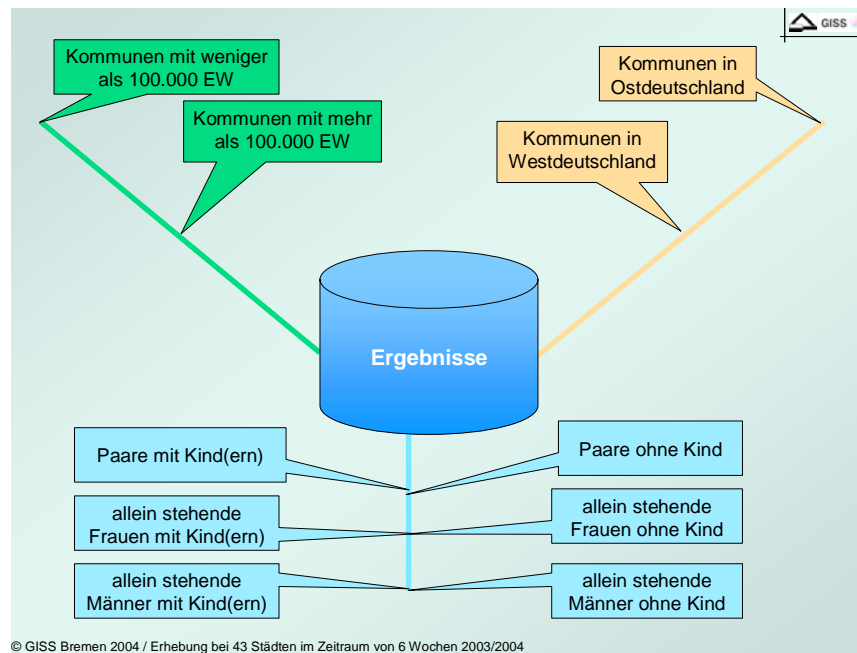 GISS
Kommunen mit weniger
als 100.000 EW
Kommunen mit mehr
als 100.000 EW
Kommunen in
Ostdeutschland
Kommunen in
Westdeutschland
Ergebnisse
Paare mit Kind(ern)
Paare ohne Kind
allein stehende
Frauen mit Kind(ern)
allein stehende
Frauen ohne Kind
allein stehende
Männer mit Kind(ern)
allein stehende
Männer ohne Kind
© GISS Bremen 2004 / Erhebung bei 43 Städten im Zeitraum von 6 Wochen 2003/2004